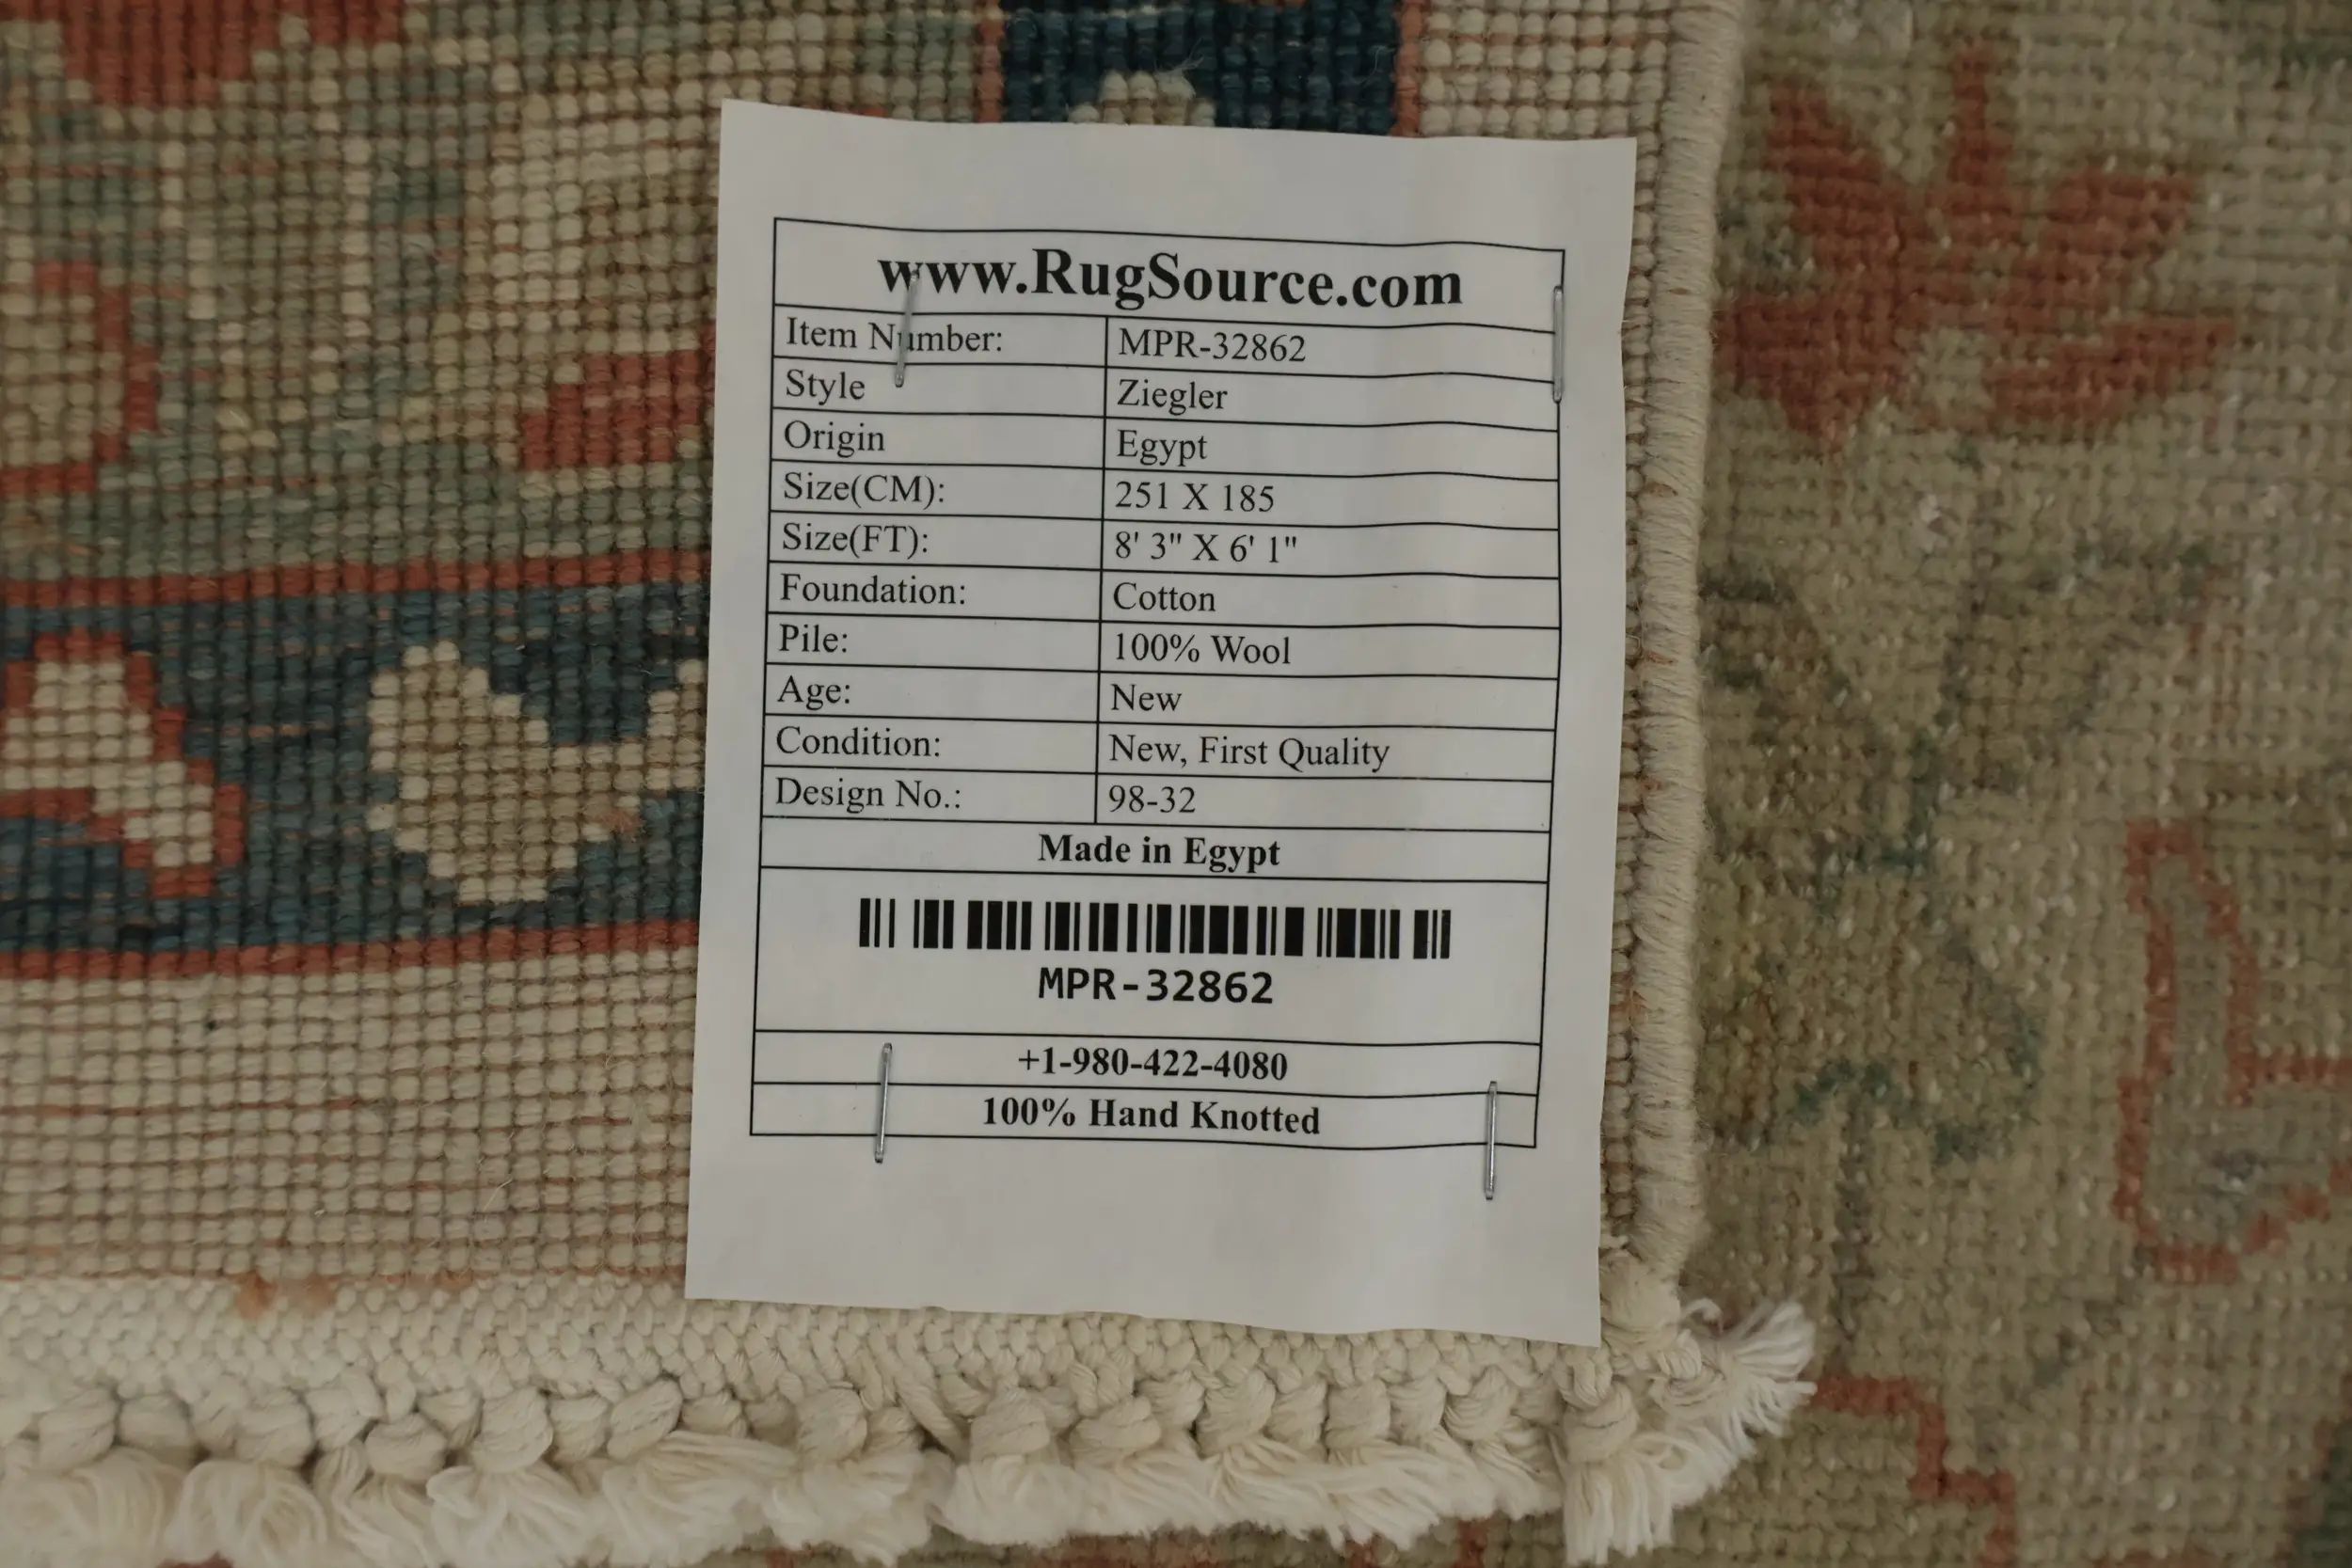 www.RugSource.com
Item Number: MPR-32862
Style Ziegler
Origin Egypt
Size(CM): 251 X 185
Size(FT): 8' 3" X 6' 1"
Foundation: Cotton
Pile: 100% Wool
Age: New
Condition: New, First Quality
Design No.: 98-32
Made in Egypt
MPR-32862
+1-980-422-4080
100% Hand Knotted